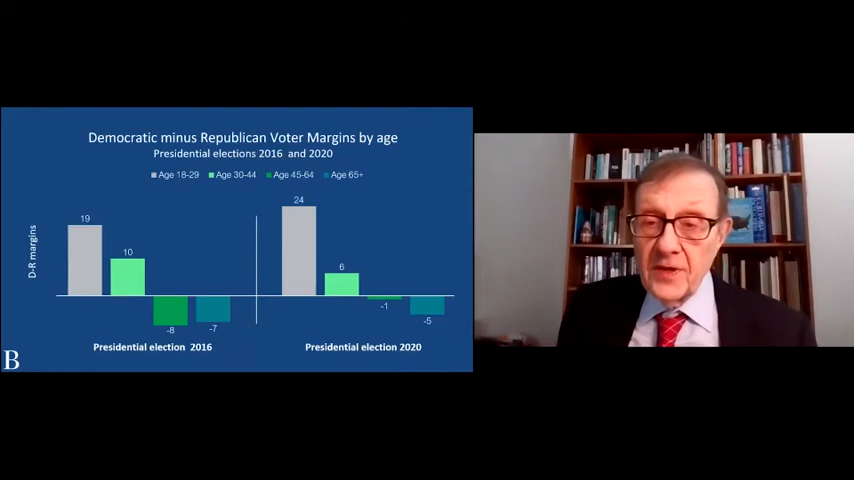 Democratic minus Republican Voter Margins by age
Presidential elections 2016 and 2020
Age 18-29 Age 30-44 Age 45-64 Age 65+
D-R margins
19
10
-8
-7
24
6
-1
-5
Presidential election 2016
Presidential election 2020
B